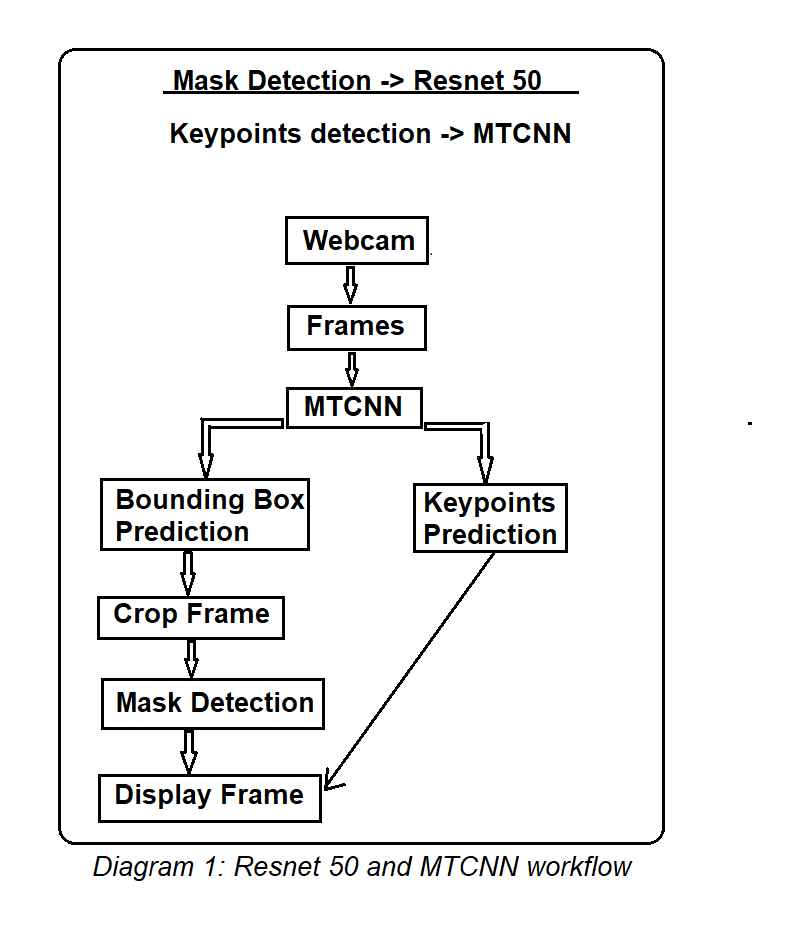 Mask Detection -> Resnet 50
Keypoints detection -> MTCNN
Webcam
Frames
MTCNN
Bounding Box
Prediction
Keypoints
Prediction
Crop Frame
Mask Detection
Display Frame
Diagram 1: Resnet 50 and MTCNN workflow